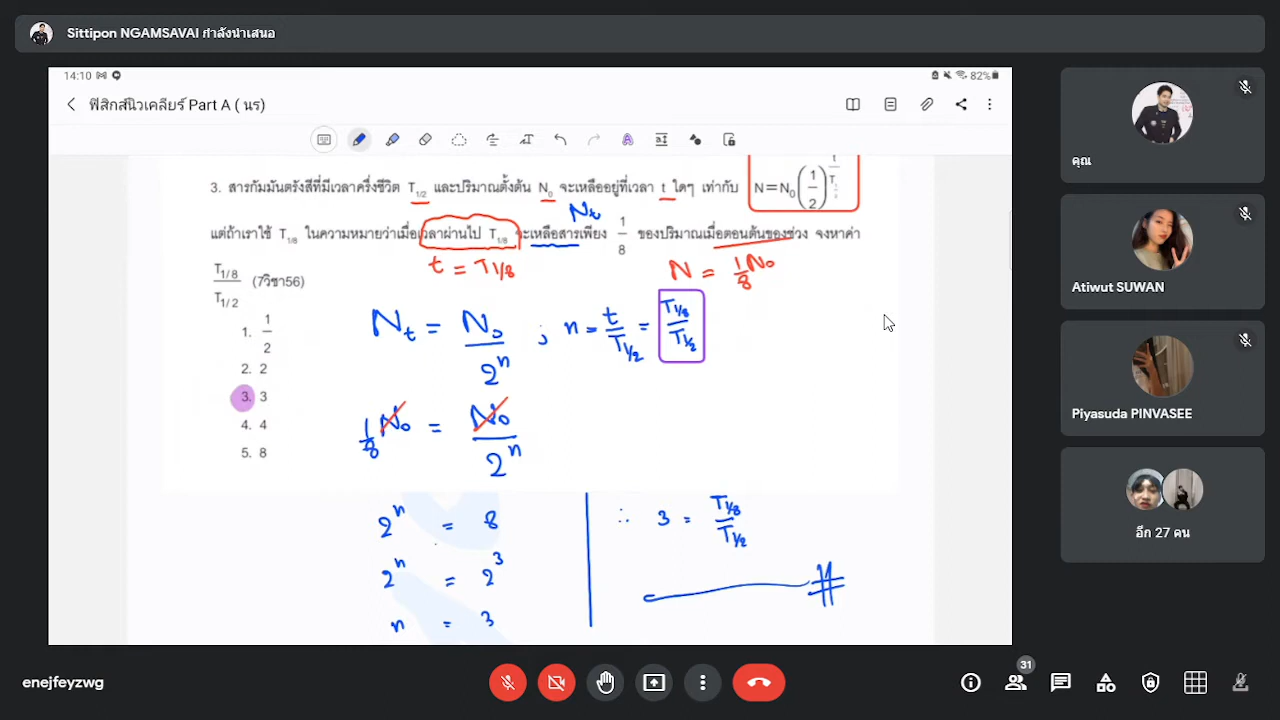 Sittipon NGAMSAVAI กำลังนำเสนอ
14:10
82%
ฟิสิกส์นิวเคลียร์ Part A ( นร)
3. สารกัมมันตรังสีที่มีเวลาครึ่งชีวิต T1/2 และปริมาณตั้งต้น N0 จะเหลืออยู่ที่เวลา t ใดๆ เท่ากับ N=N0(1/2)^(t/T1/2)
Nt
แต่ถ้าเราใช้ T1/8 ในความหมายว่าเมื่อเวลาผ่านไป T1/8 จะเหลือสารเพียง 1/8 ของปริมาณเมื่อตอนต้นของช่วง จงหาค่า
t = T1/8
N = 1/8 N0
T1/8 / T1/2 (7วิชา56)
1. 1/2
2. 2
3. 3
4. 4
5. 8
Nt = N0/2^n ; n = t/T1/2 = T1/8 / T1/2
1/8 N0 = N0/2^n
2^n = 8
2^n = 2^3
n = 3
∴ 3 = T1/8 / T1/2
คุณ
Atiwut SUWAN
Piyasuda PINVASEE
อีก 27 คน
enejfeyzwg
31